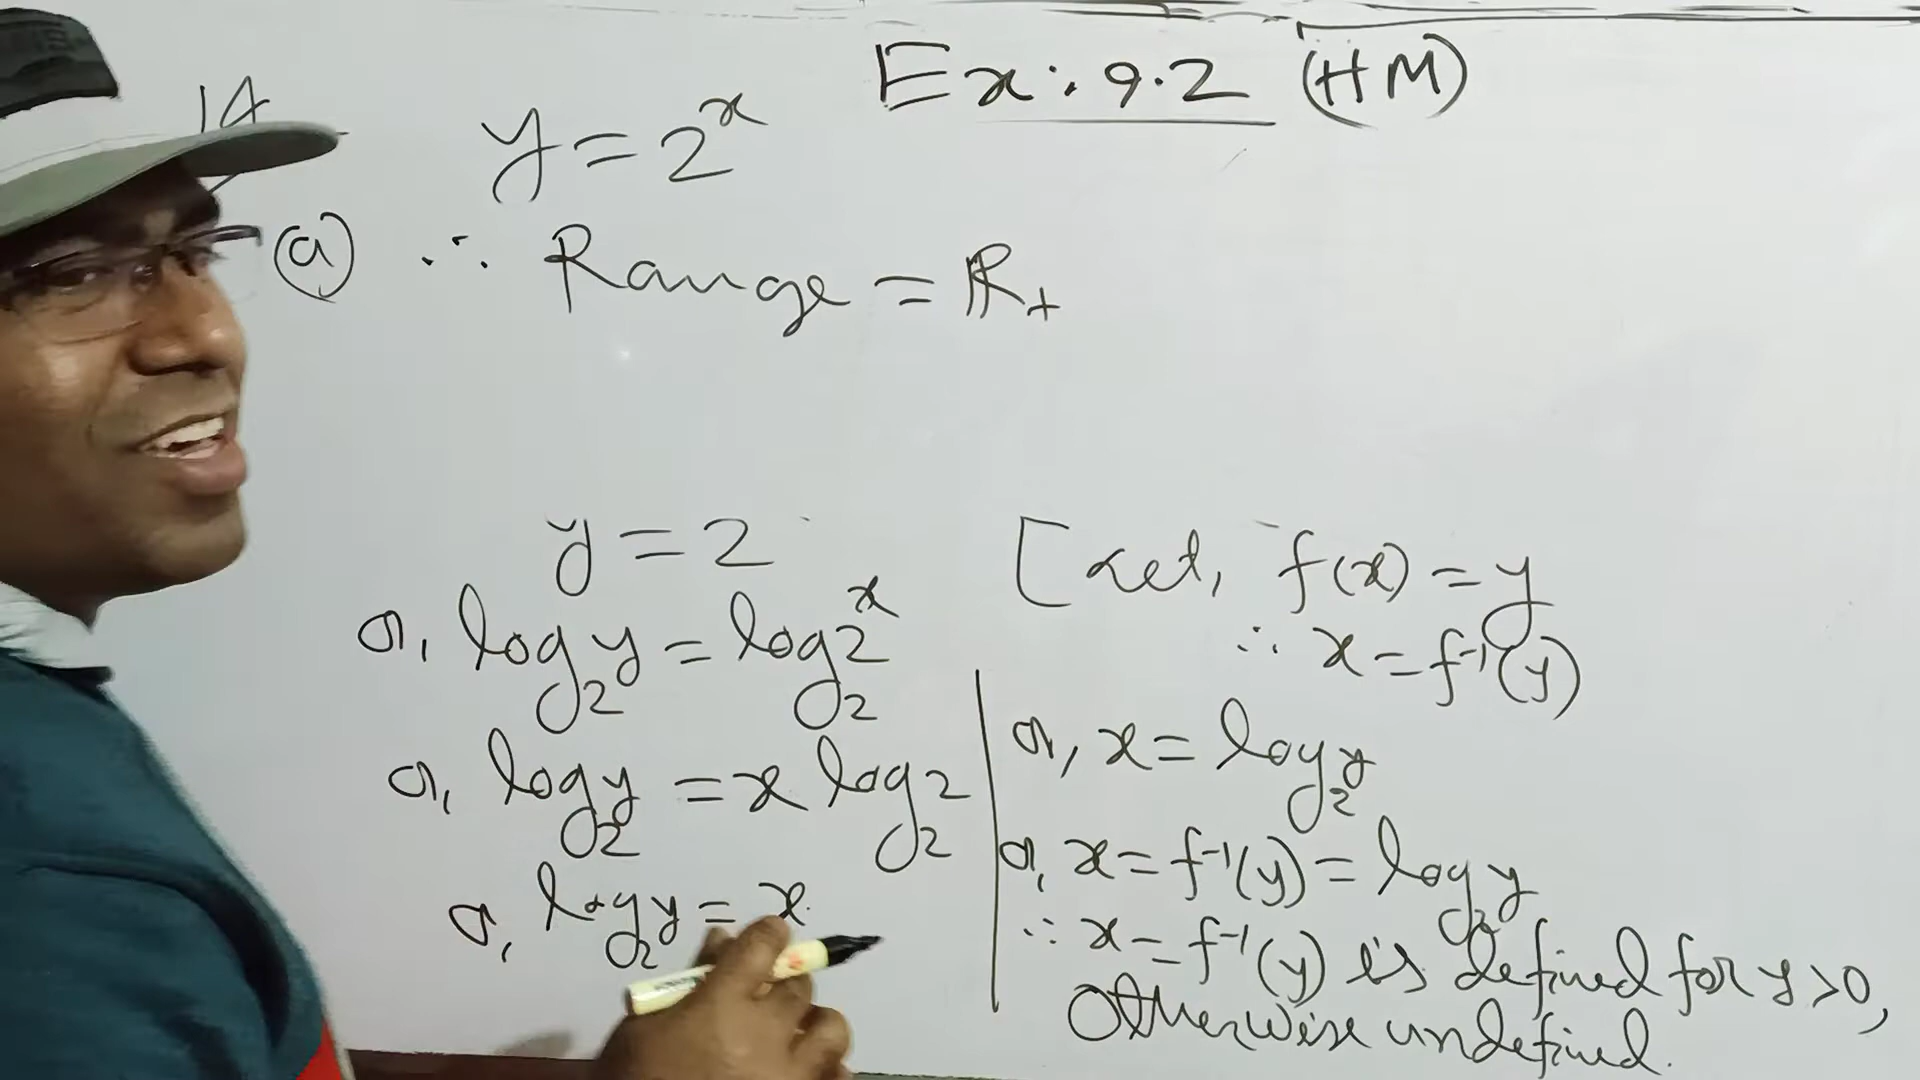 Ex: 9.2 (HM)
14
y = 2^x
(a) ∴ Range = ℝ₊
y = 2
or, log₂y = log₂2^x
or, log₂y = x log₂2
or, log₂y = x
[Let, f(x) = y
∴ x = f⁻¹(y)
or, x = log₂y
or, x = f⁻¹(y) = log₂y
∴ x = f⁻¹(y) is defined for y > 0,
Otherwise undefined.